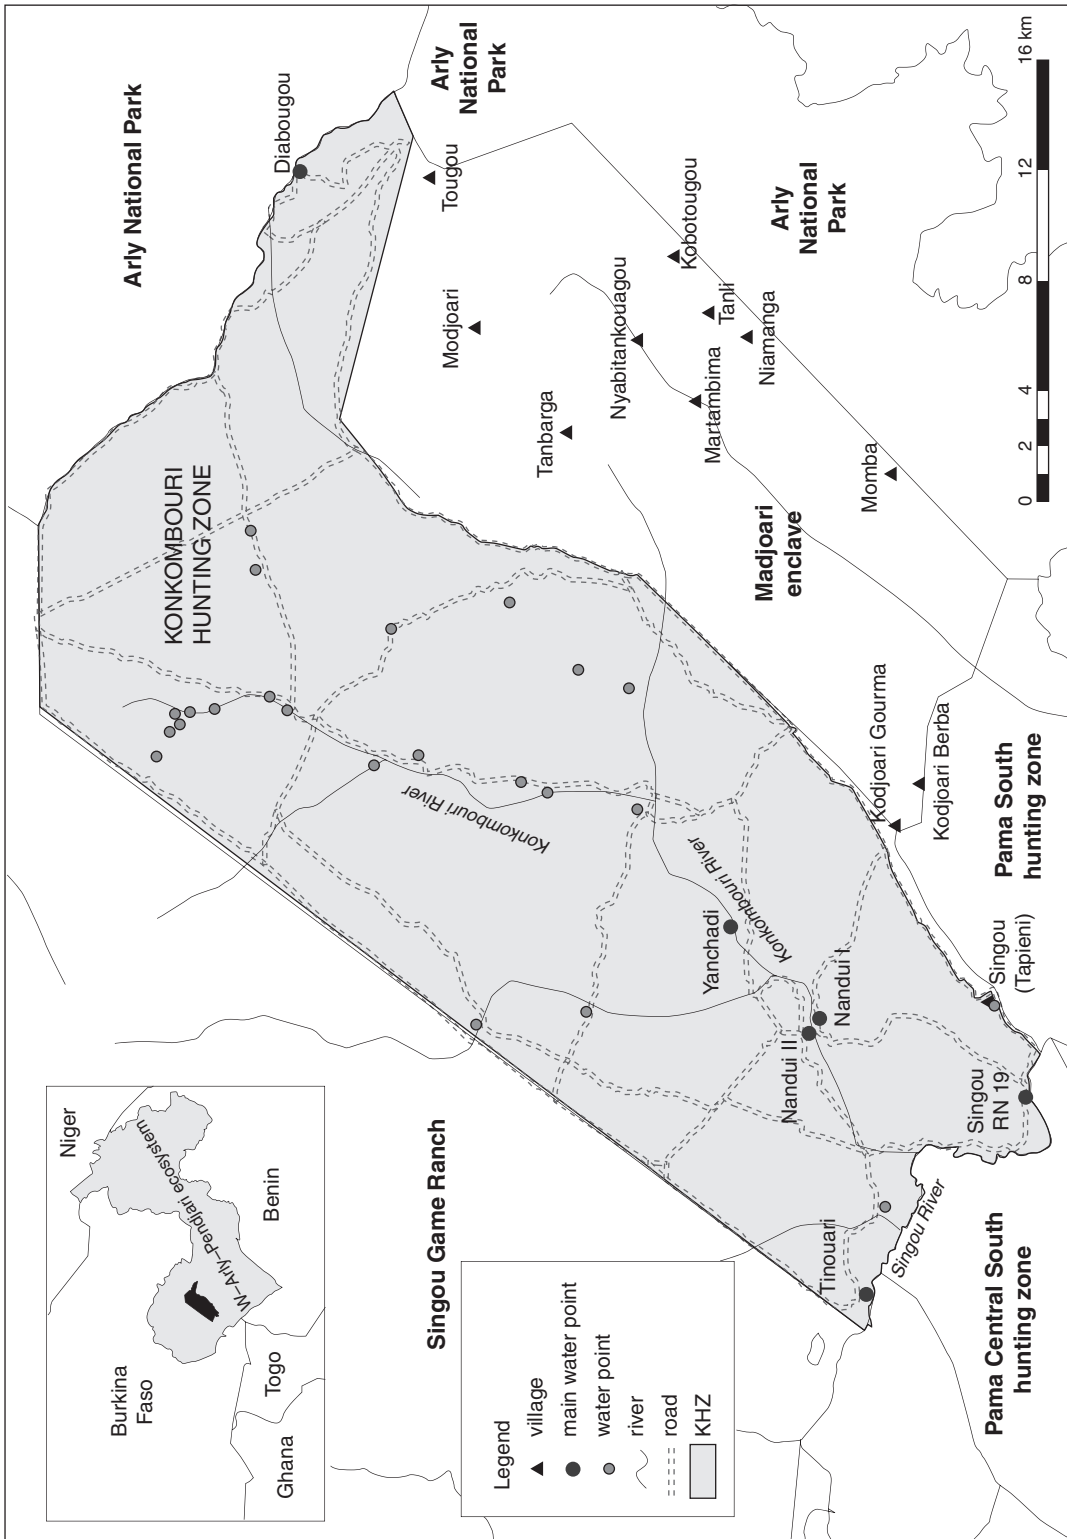 Arly National Park
Diabougou
Arly
National
Park
Tougou
KONKOMBOURI
HUNTING ZONE
Modjoari
Kobotougou
Arly
National
Park
Nyabitankouagou
Tanli
Niamanga
Tanbarga
Martambima
Momba
Madjoari
enclave
Konkombouri River
Konkombouri River
Kodjoari Gourma
Kodjoari Berba
Pama South
hunting zone
Yanchadi
Nandui I
Nandui II
Singou
(Tapieni)
Singou
RN 19
Singou Game Ranch
Tinouari
Singou River
Pama Central South
hunting zone
0 2 4 8 12 16 km
Niger
W–Arly–Pendjari ecosystem
Benin
Burkina
Faso
Togo
Ghana
Legend
village
main water point
water point
river
road
KHZ